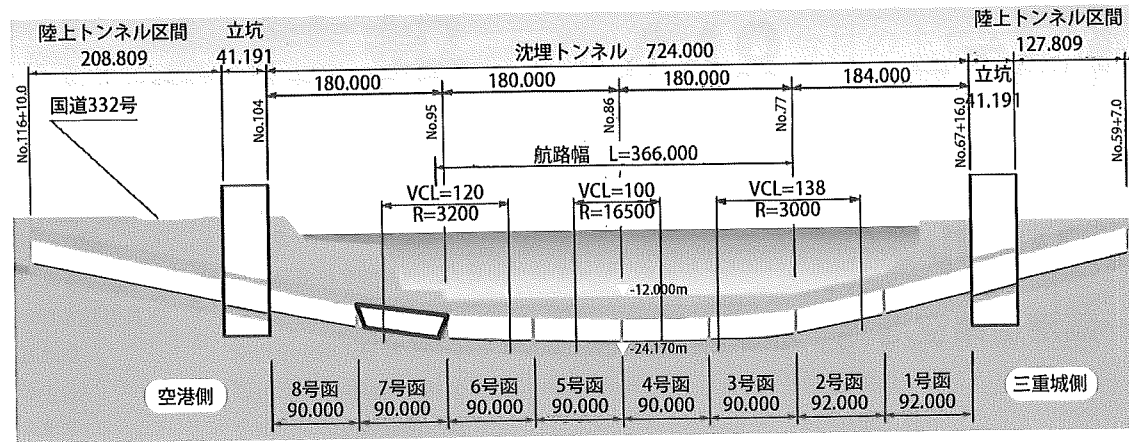 陸上トンネル区間
208.809
立坑
41.191
沈埋トンネル 724.000
陸上トンネル区間
127.809
立坑
41.191
180.000
180.000
180.000
184.000
No.116+10.0
国道332号
No.104
No.95
No.86
No.77
No.67+16.0
No.59+7.0
航路幅 L=366.000
VCL=120
R=3200
VCL=100
R=16500
VCL=138
R=3000
-12.000m
-24.170m
空港側
8号函
90.000
7号函
90.000
6号函
90.000
5号函
90.000
4号函
90.000
3号函
90.000
2号函
92.000
1号函
92.000
三重城側